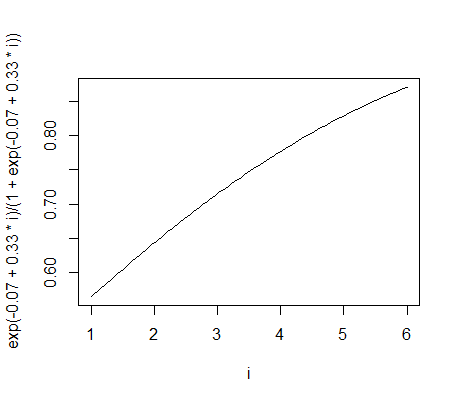 exp(-0.07 + 0.33 * i)/(1 + exp(-0.07 + 0.33 * i))
0.80
0.70
0.60
1 2 3 4 5 6
i